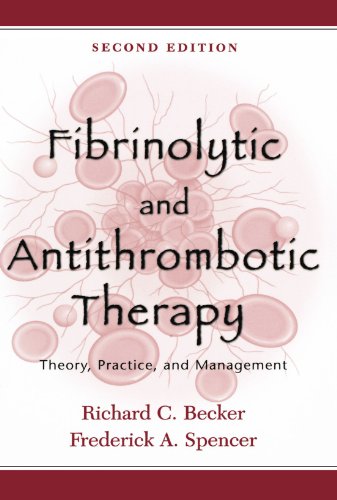 SECOND EDITION
Fibrinolytic
and
Antithrombotic
Therapy
Theory, Practice, and Management
Richard C. Becker
Frederick A. Spencer